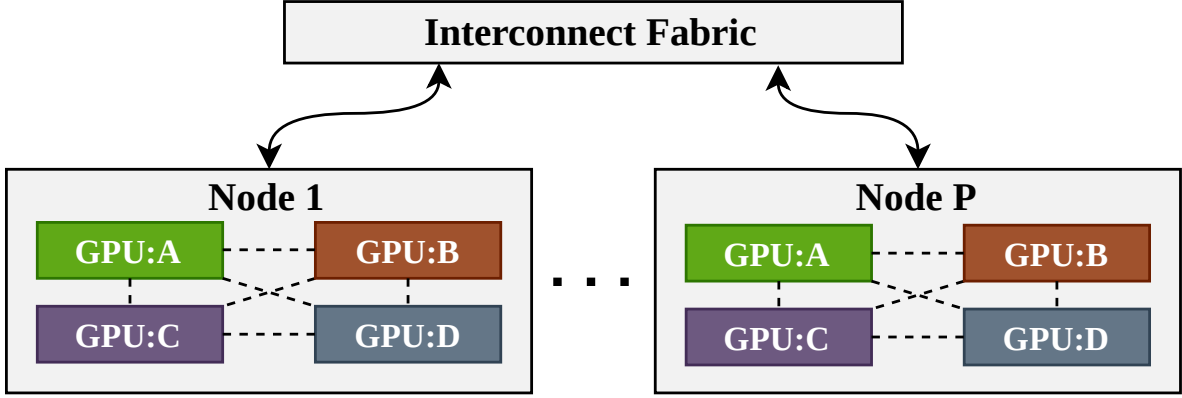 Interconnect Fabric
Node 1
GPU:A GPU:B
GPU:C GPU:D
. . .
Node P
GPU:A GPU:B
GPU:C GPU:D